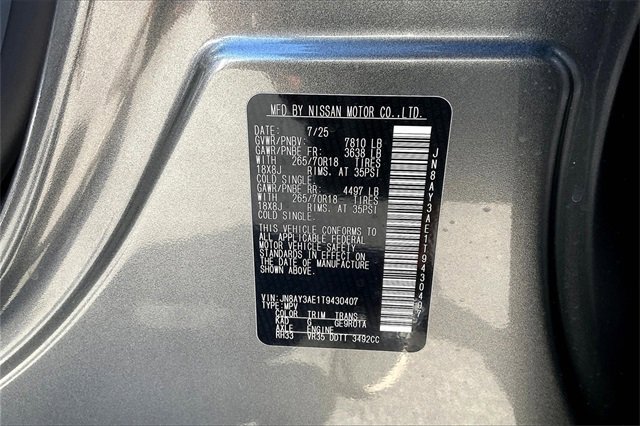 MFD BY NISSAN MOTOR CO.,LTD.
DATE: 7/25
GVWR/PNBV: 7810 LB
GAWR/PNBE FR: 3638 LB
WITH 265/70R18 TIRES
18X8J RIMS, AT 35PSI
COLD SINGLE.
GAWR/PNBE RR: 4497 LB
WITH 265/70R18 TIRES
18X8J RIMS, AT 35PSI
COLD SINGLE.
THIS VEHICLE CONFORMS TO
ALL APPLICABLE FEDERAL
MOTOR VEHICLE SAFETY
STANDARDS IN EFFECT ON
THE DATE OF MANUFACTURE
SHOWN ABOVE.
VIN: JN8AY3AE1T9430407
TYPE: MPV
COLOR TRIM TRANS
KAD G GE9R01A
AXLE ENGINE
RH33 VR35 DDTT 3492CC
JN8AY3AE1T9430407